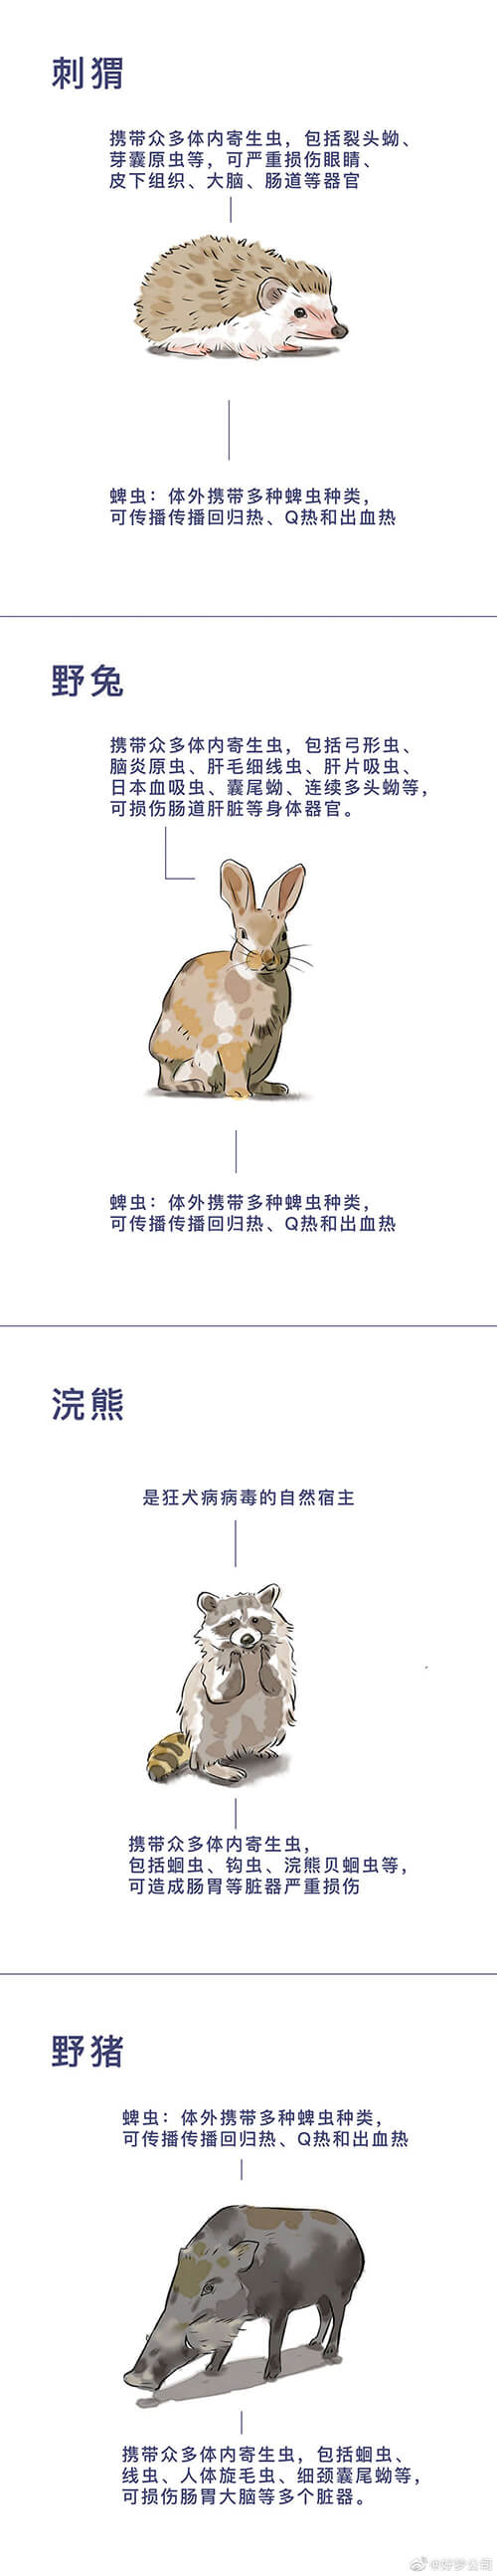 刺猬
携带众多体内寄生虫，包括裂头蚴、
芽囊原虫等，可严重损伤眼睛、
皮下组织、大脑、肠道等器官
蜱虫：体外携带多种蜱虫种类，
可传播传播回归热、Q热和出血热
野兔
携带众多体内寄生虫，包括弓形虫、
脑炎原虫、肝毛细线虫、肝片吸虫、
日本血吸虫、囊尾蚴、连续多头蚴等，
可损伤肠道肝脏等身体器官。
蜱虫：体外携带多种蜱虫种类，
可传播传播回归热、Q热和出血热
浣熊
是狂犬病病毒的自然宿主
携带众多体内寄生虫，
包括蛔虫、钩虫、浣熊贝蛔虫等，
可造成肠胃等脏器严重损伤
野猪
蜱虫：体外携带多种蜱虫种类，
可传播传播回归热、Q热和出血热
携带众多体内寄生虫，包括蛔虫、
线虫、人体旋毛虫、细颈囊尾蚴等，
可损伤肠胃大脑等多个脏器。
@好梦公司